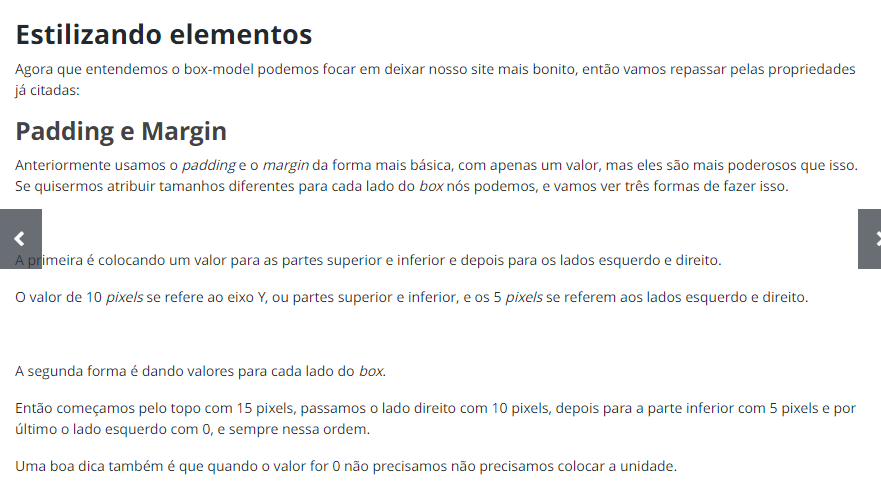 Estilizando elementos
Agora que entendemos o box-model podemos focar em deixar nosso site mais bonito, então vamos repassar pelas propriedades
já citadas:
Padding e Margin
Anteriormente usamos o padding e o margin da forma mais básica, com apenas um valor, mas eles são mais poderosos que isso.
Se quisermos atribuir tamanhos diferentes para cada lado do box nós podemos, e vamos ver três formas de fazer isso.
A primeira é colocando um valor para as partes superior e inferior e depois para os lados esquerdo e direito.
O valor de 10 pixels se refere ao eixo Y, ou partes superior e inferior, e os 5 pixels se referem aos lados esquerdo e direito.
A segunda forma é dando valores para cada lado do box.
Então começamos pelo topo com 15 pixels, passamos o lado direito com 10 pixels, depois para a parte inferior com 5 pixels e por
último o lado esquerdo com 0, e sempre nessa ordem.
Uma boa dica também é que quando o valor for 0 não precisamos não precisamos colocar a unidade.